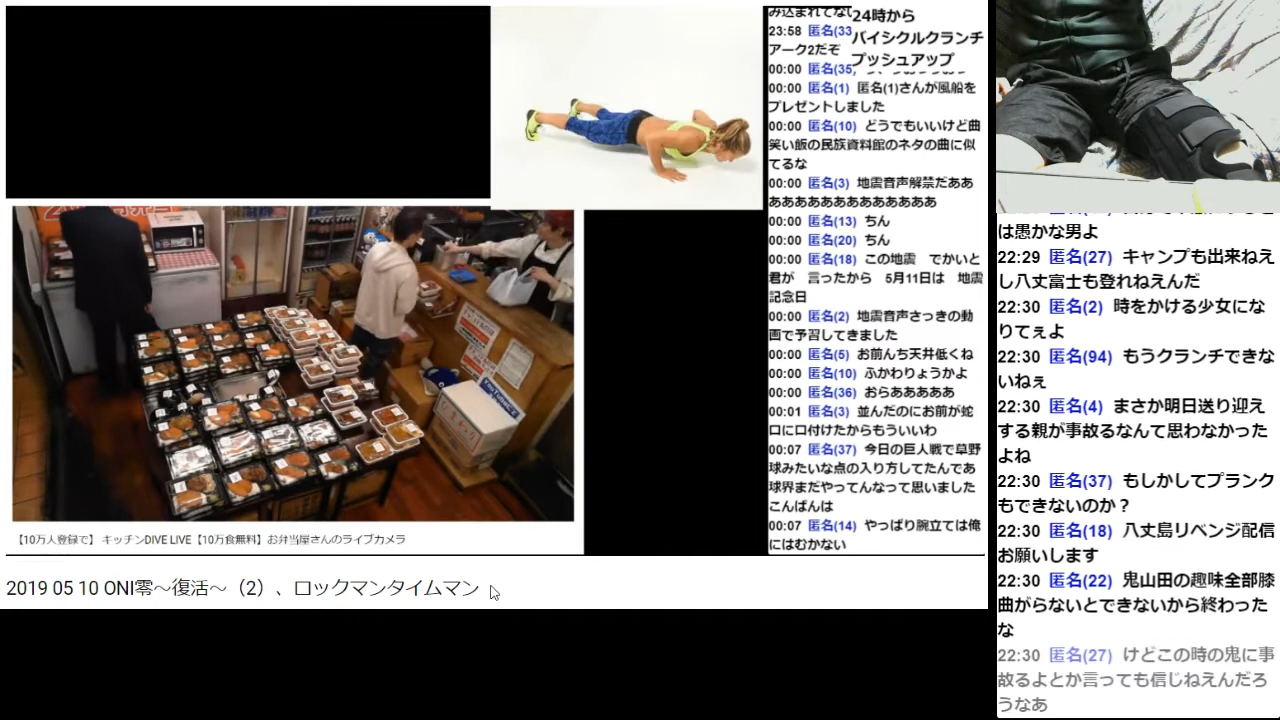 み込まれてな
23:58 匿名(33
アーク2だぞ
24時から
バイシクルクランチ
プッシュアップ
00:00 匿名(35)
00:00 匿名(1) 匿名(1)さんが風船を
プレゼントしました
00:00 匿名(10) どうでもいいけど曲
笑い飯の民族資料館のネタの曲に似
てるな
00:00 匿名(3) 地震音声解禁だああ
ああああああああああああああ
00:00 匿名(13) ちん
00:00 匿名(20) ちん
00:00 匿名(18) この地震 でかいと
君が 言ったから 5月11日は 地震
記念日
00:00 匿名(2) 地震音声さっきの動
画で予習してきました
00:00 匿名(5) お前んち天井低くね
00:00 匿名(10) ふかわりょうかよ
00:00 匿名(36) おらあああああ
00:01 匿名(3) 並んだのにお前が蛇
口に口付けたからもういいわ
00:07 匿名(37) 今日の巨人戦で草野
球みたいな点の入り方してたんであ
球界まだやってんなって思いました
こんばんは
00:07 匿名(14) やっぱり腕立ては俺
にはむかない
【10万人登録で】 キッチンDIVE LIVE【10万食無料】お弁当屋さんのライブカメラ
2019 05 10 ONI零～復活～（2）、ロックマンタイムマン
は愚かな男よ
22:29 匿名(27) キャンプも出来ねえ
し八丈富士も登れねえんだ
22:30 匿名(2) 時をかける少女にな
りてぇよ
22:30 匿名(94) もうクランチできな
いねぇ
22:30 匿名(4) まさか明日送り迎え
する親が事故るなんて思わなかった
よね
22:30 匿名(37) もしかしてプランク
もできないのか？
22:30 匿名(18) 八丈島リベンジ配信
お願いします
22:30 匿名(22) 鬼山田の趣味全部膝
曲がらないとできないから終わった
な
22:30 匿名(27) けどこの時の鬼に事
故るよとか言っても信じねえんだろ
うなあ